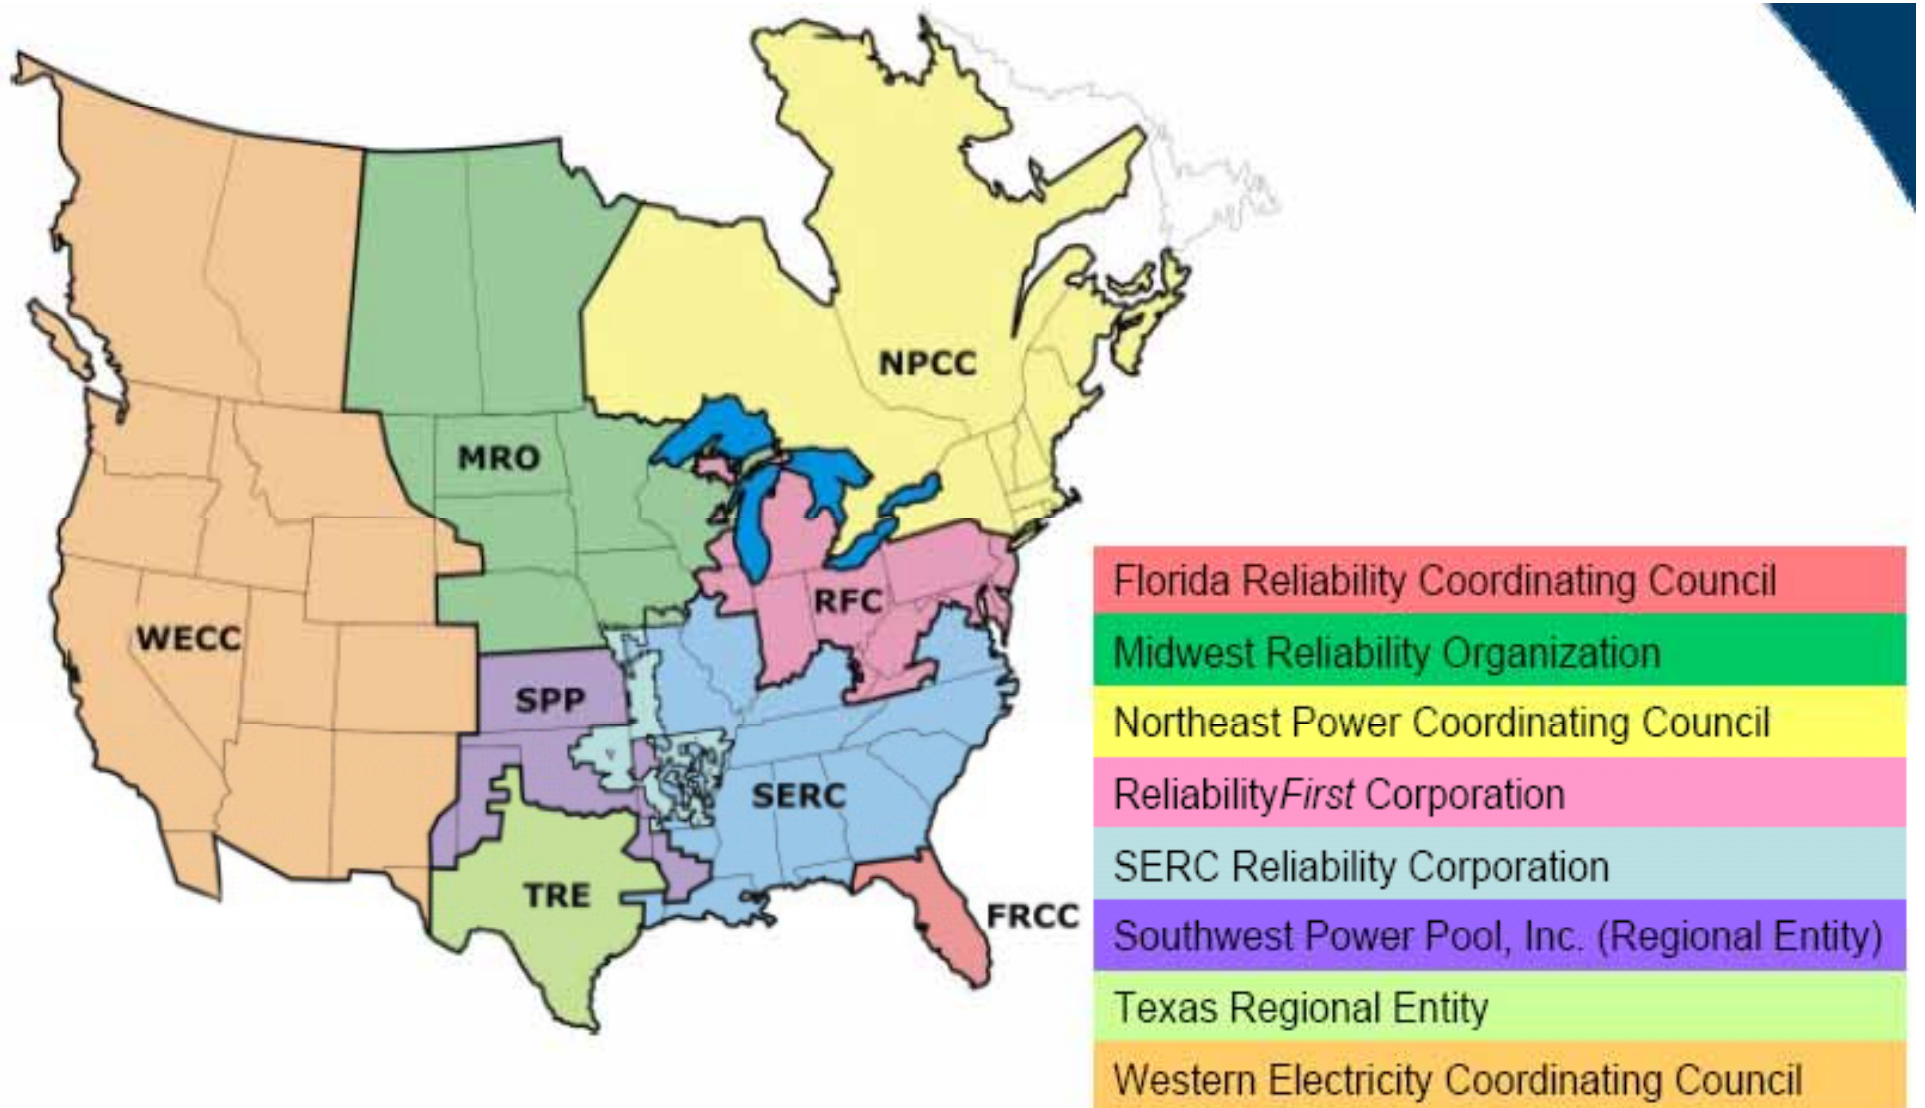 NPCC
MRO
RFC
WECC
SPP
SERC
TRE
FRCC
Florida Reliability Coordinating Council
Midwest Reliability Organization
Northeast Power Coordinating Council
ReliabilityFirst Corporation
SERC Reliability Corporation
Southwest Power Pool, Inc. (Regional Entity)
Texas Regional Entity
Western Electricity Coordinating Council